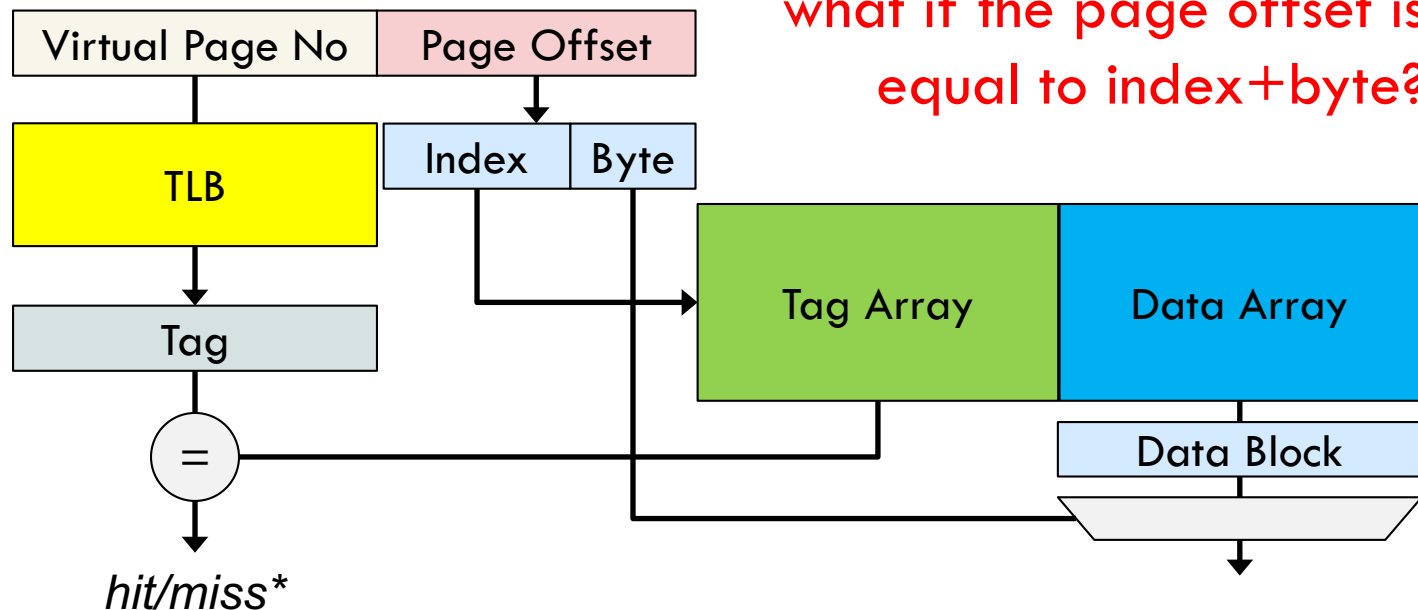 what if the page offset is
equal to index+byte?
Virtual Page No
Page Offset
TLB
Index
Byte
Tag
Tag Array
Data Array
=
Data Block
hit/miss*